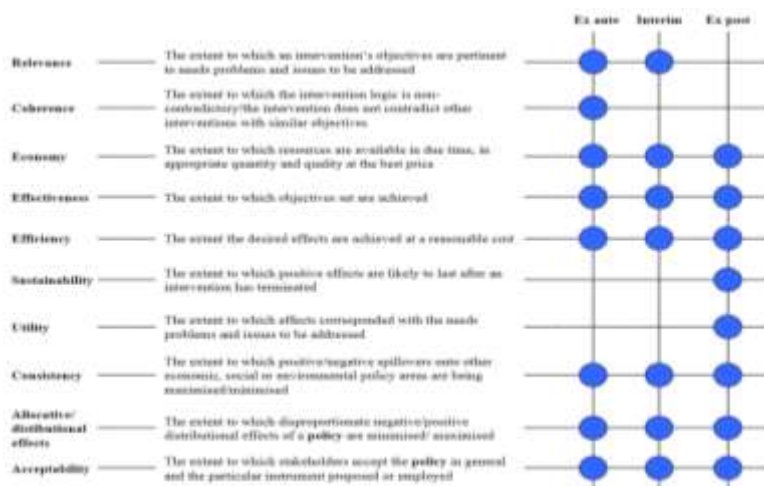 Ex ante Interim Ex post
Relevance The extent to which an intervention's objectives are pertinent
to needs problems and issues to be addressed
Coherence The extent to which the intervention logic is non-
contradictory/the intervention does not contradict other
interventions with similar objectives
Economy The extent to which resources are available in due time, in
appropriate quantity and quality at the best price
Effectiveness The extent to which objectives set are achieved
Efficiency The extent the desired effects are achieved at a reasonable cost
Sustainability The extent to which positive effects are likely to last after an
intervention has terminated
Utility The extent to which effects corresponded with the needs
problems and issues to be addressed
Consistency The extent to which positive/negative spillovers onto other
economic, social or environmental policy areas are being
maximised/minimised
Allocative/
distributional
effects The extent to which disproportionate negative/positive
distributional effects of a policy are minimised/ maximised
Acceptability The extent to which stakeholders accept the policy in general
and the particular instrument proposed or employed